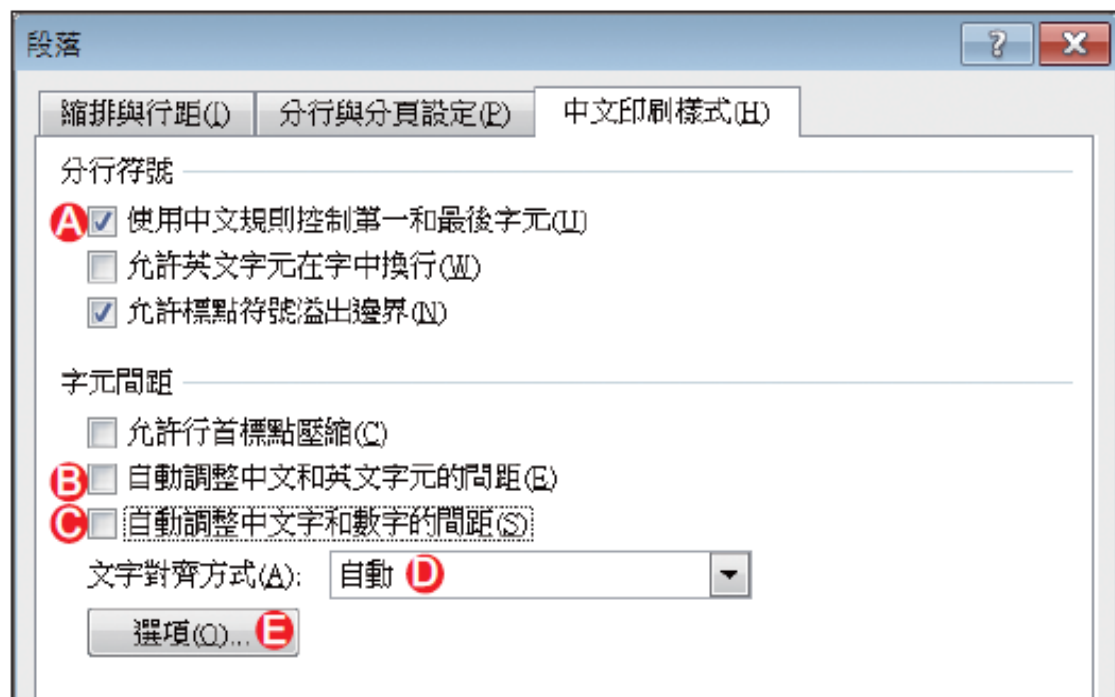 段落
縮排與行距(I) 分行與分頁設定(P) 中文印刷樣式(H)
分行符號
A 使用中文規則控制第一和最後字元(U)
允許英文字元在字中換行(W)
允許標點符號溢出邊界(N)
字元間距
允許行首標點壓縮(C)
B 自動調整中文和英文字元的間距(E)
C 自動調整中文字和數字的間距(S)
文字對齊方式(A): 自動 D
選項(O)... E